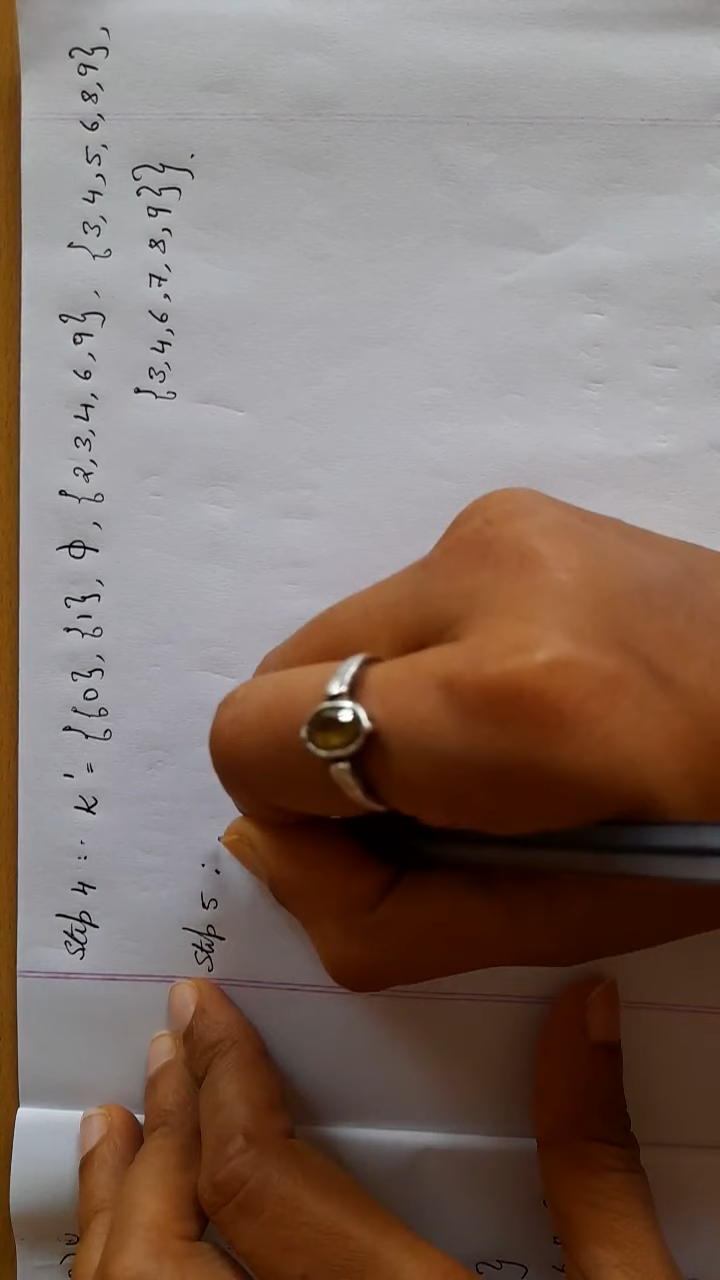 Step 4 :- K' = {{0}, {1}, φ, {2,3,4,6,9}, {3,4,5,6,8,9},
{3,4,6,7,8,9}}.
Step 5 :